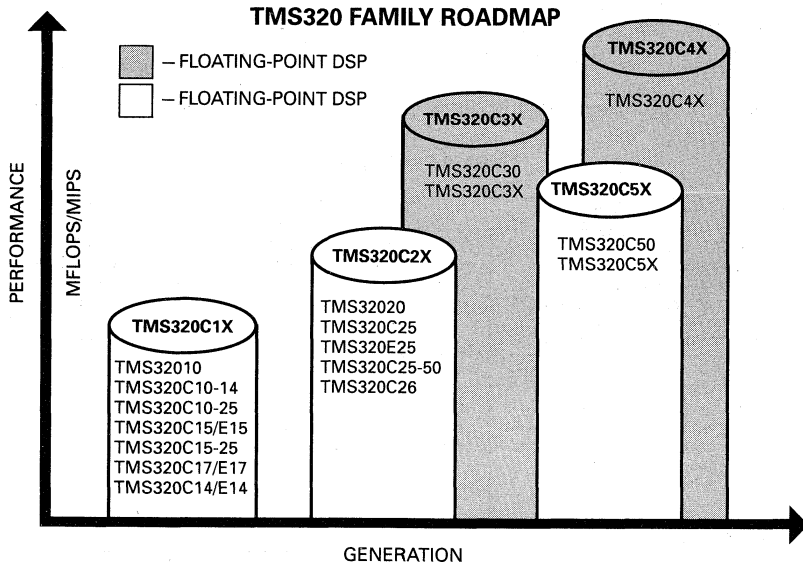 TMS320 FAMILY ROADMAP
– FLOATING-POINT DSP
– FLOATING-POINT DSP
PERFORMANCE
MFLOPS/MIPS
TMS320C1X
TMS32010
TMS320C10-14
TMS320C10-25
TMS320C15/E15
TMS320C15-25
TMS320C17/E17
TMS320C14/E14
TMS320C2X
TMS32020
TMS320C25
TMS320E25
TMS320C25-50
TMS320C26
TMS320C3X
TMS320C30
TMS320C3X
TMS320C5X
TMS320C50
TMS320C5X
TMS320C4X
TMS320C4X
GENERATION